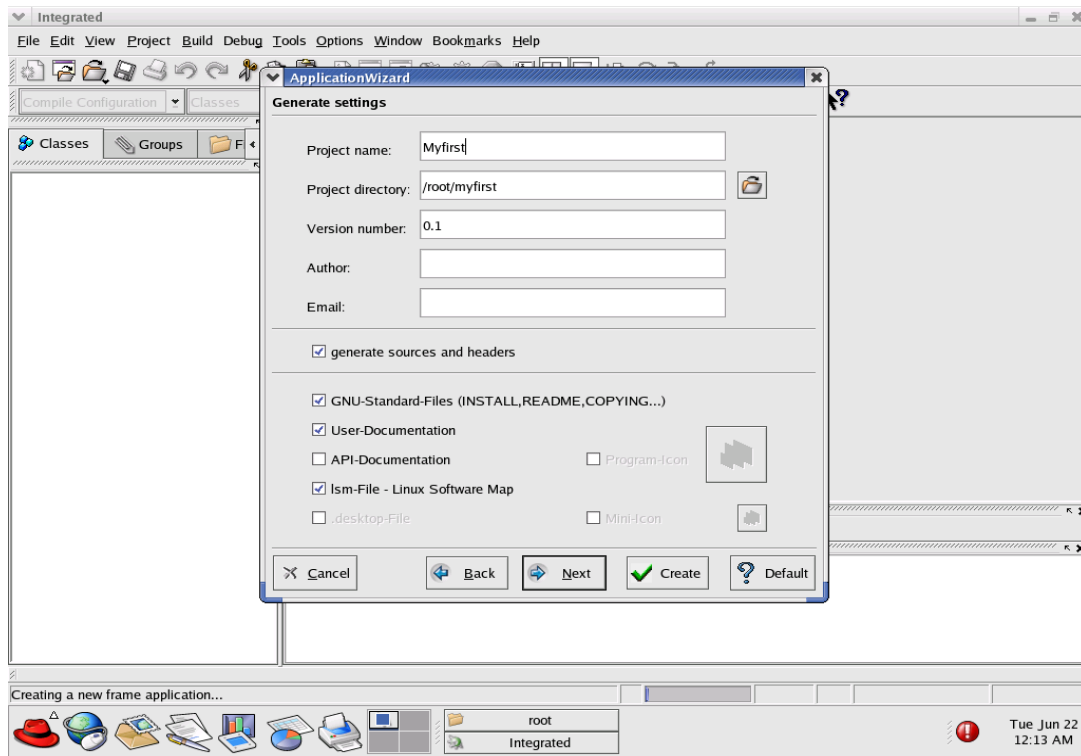 Integrated
File Edit View Project Build Debug Tools Options Window Bookmarks Help
ApplicationWizard
Compile Configuration Classes
Generate settings
Classes Groups F
Project name: Myfirst
Project directory: /root/myfirst
Version number: 0.1
Author:
Email:
generate sources and headers
GNU-Standard-Files (INSTALL,README,COPYING...)
User-Documentation
API-Documentation Program-Icon
lsm-File - Linux Software Map
.desktop-File Mini-Icon
Cancel Back Next Create Default
Creating a new frame application...
root
Integrated
Tue Jun 22
12:13 AM